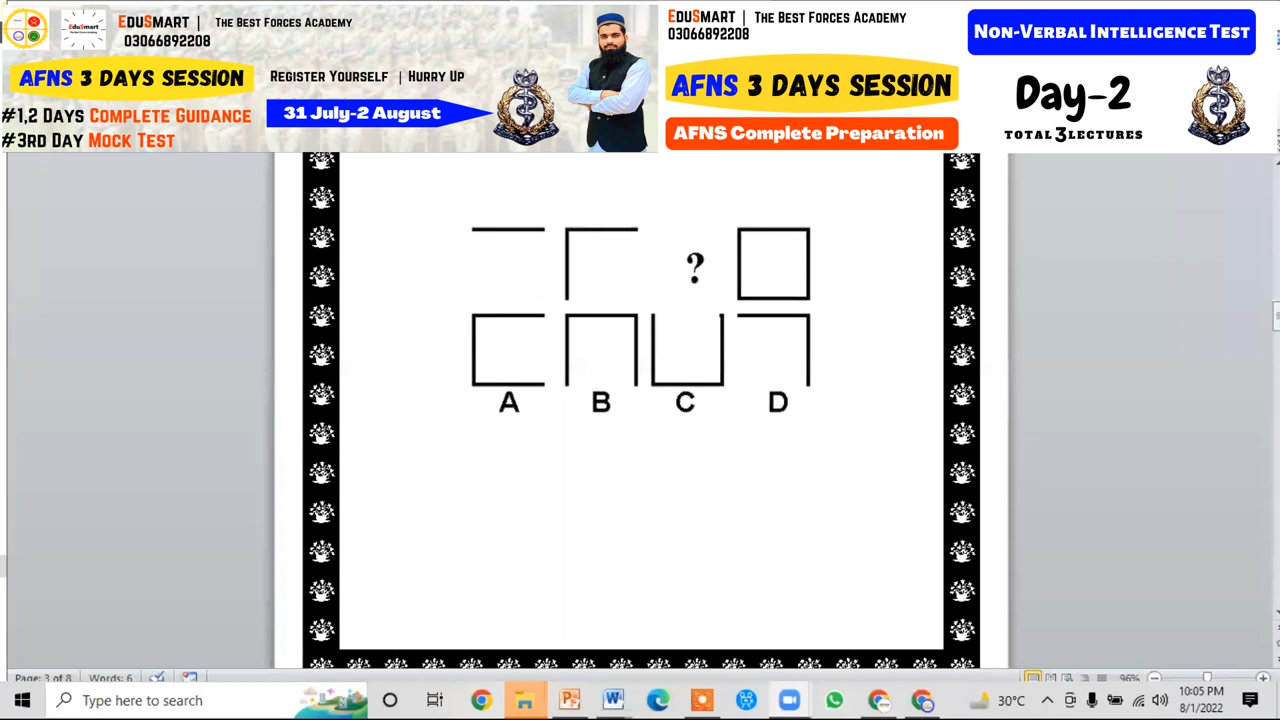 EduSmart | The Best Forces Academy
03066892208
EduSmart
AFNS 3 DAYS SESSION
Register Yourself | Hurry Up
31 July-2 August
#1,2 Days Complete Guidance
#3rd Day Mock Test
EduSmart | The Best Forces Academy
03066892208
AFNS 3 DAYS SESSION
AFNS Complete Preparation
Non-Verbal Intelligence Test
Day-2
Total 3 Lectures
?
A B C D
Page: 3 of 8 Words: 6
96%
Type here to search
30°C
10:05 PM
8/1/2022